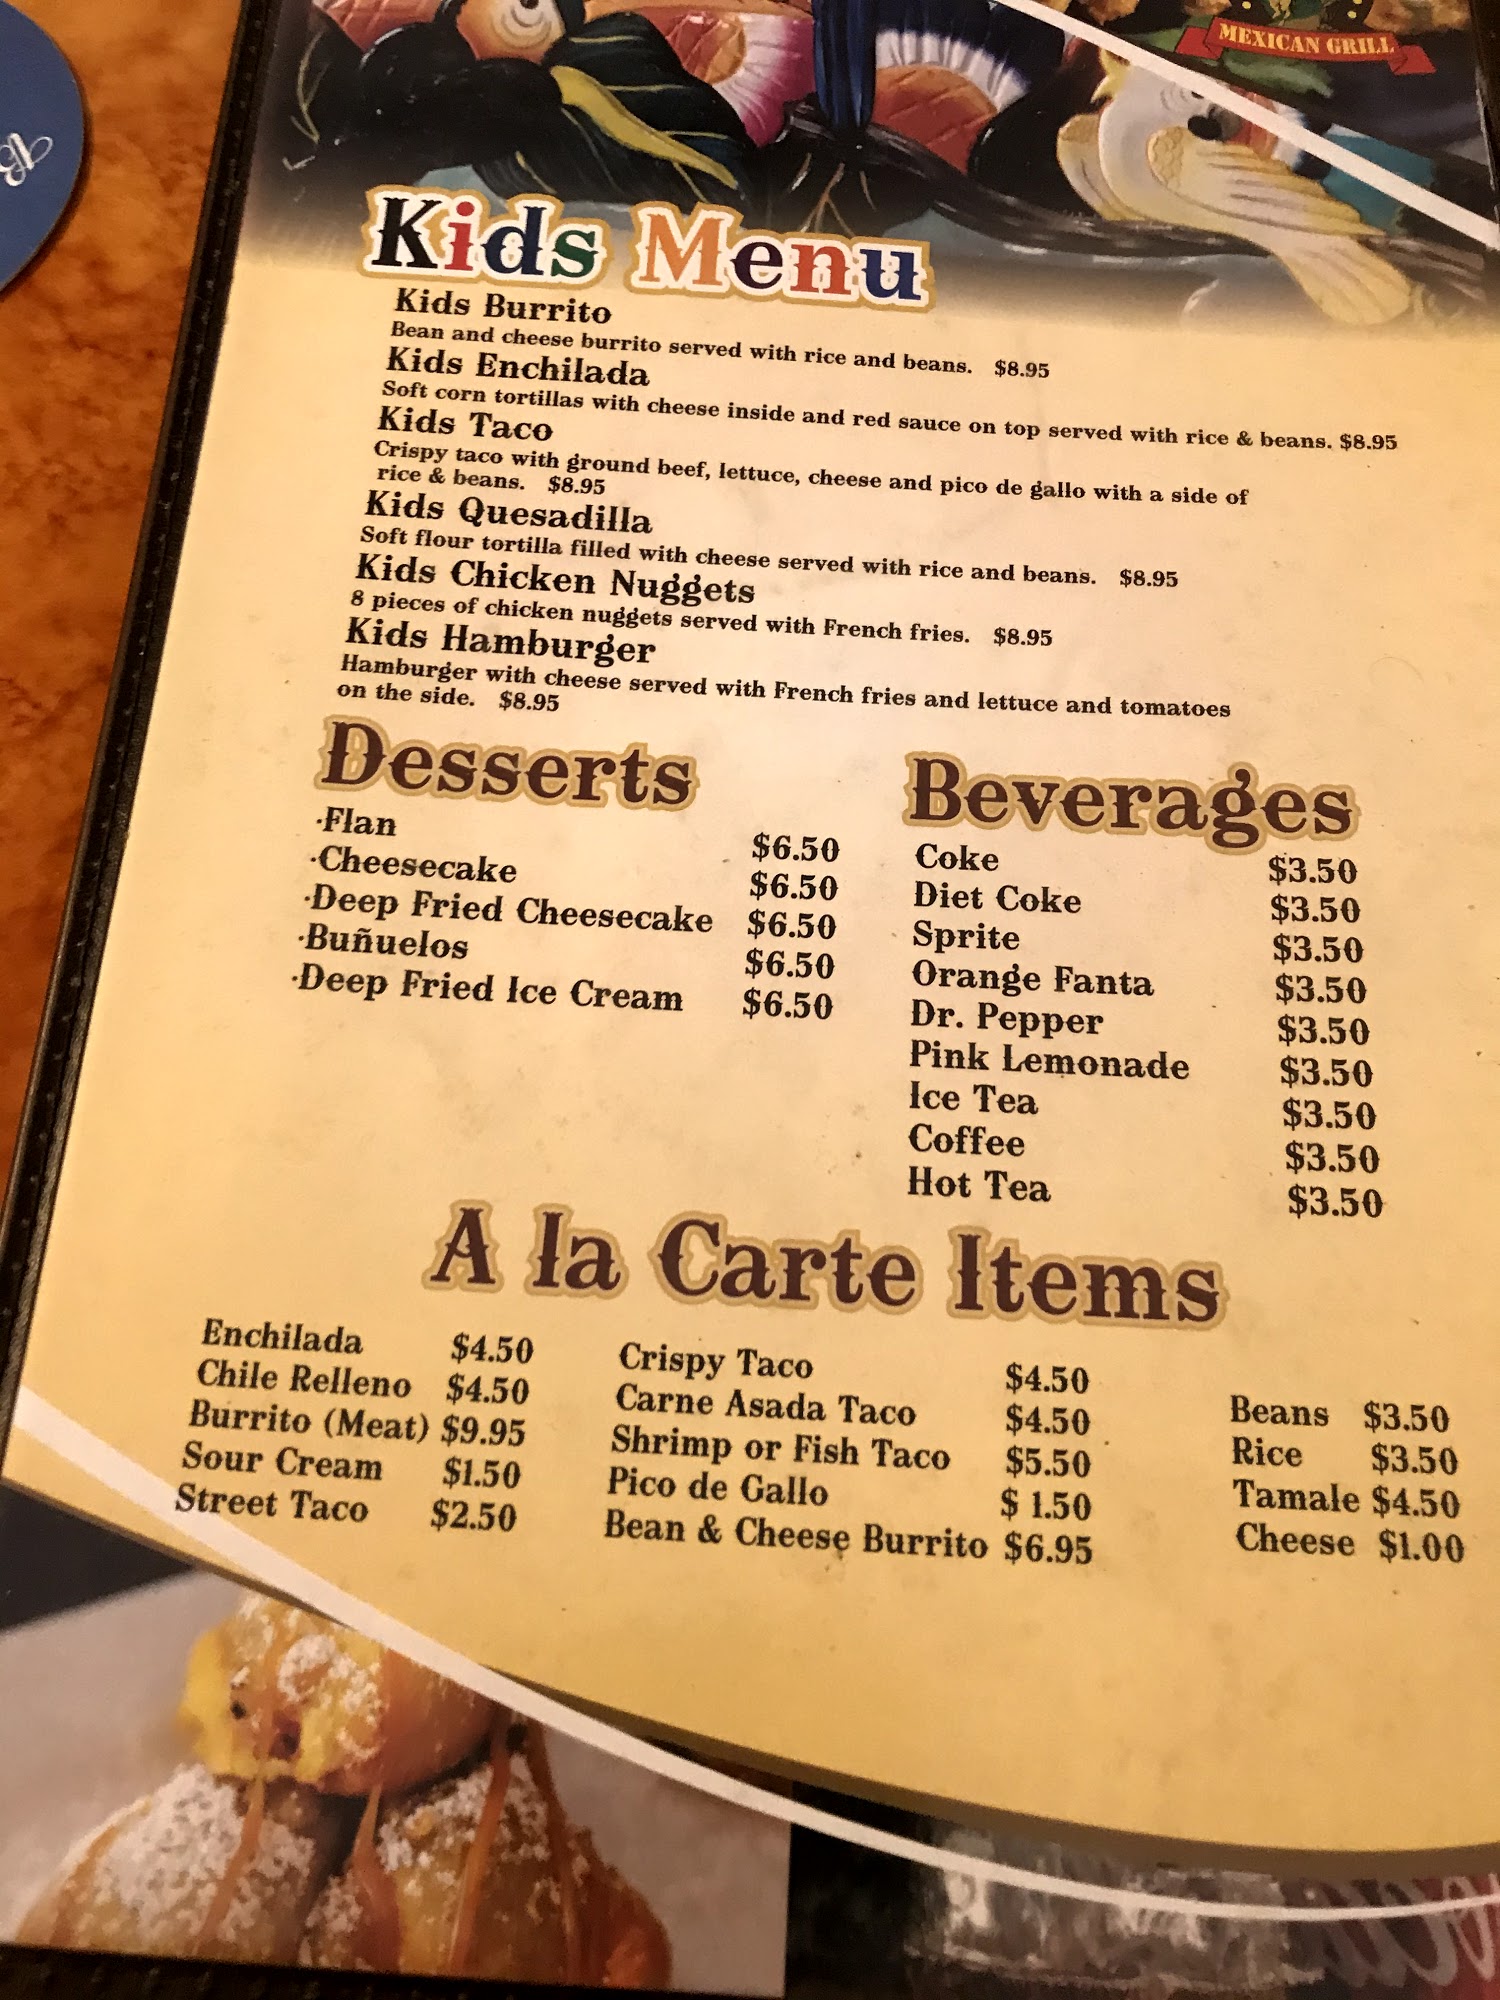 MEXICAN GRILL
Kids Menu
Kids Burrito
Bean and cheese burrito served with rice and beans. $8.95
Kids Enchilada
Soft corn tortillas with cheese inside and red sauce on top served with rice & beans. $8.95
Kids Taco
Crispy taco with ground beef, lettuce, cheese and pico de gallo with a side of
rice & beans. $8.95
Kids Quesadilla
Soft flour tortilla filled with cheese served with rice and beans. $8.95
Kids Chicken Nuggets
8 pieces of chicken nuggets served with French fries. $8.95
Kids Hamburger
Hamburger with cheese served with French fries and lettuce and tomatoes
on the side. $8.95
Desserts
·Flan $6.50
·Cheesecake $6.50
·Deep Fried Cheesecake $6.50
·Buñuelos $6.50
·Deep Fried Ice Cream $6.50
Beverages
Coke $3.50
Diet Coke $3.50
Sprite $3.50
Orange Fanta $3.50
Dr. Pepper $3.50
Pink Lemonade $3.50
Ice Tea $3.50
Coffee $3.50
Hot Tea $3.50
A la Carte Items
Enchilada $4.50
Chile Relleno $4.50
Burrito (Meat) $9.95
Sour Cream $1.50
Street Taco $2.50
Crispy Taco $4.50
Carne Asada Taco $4.50
Shrimp or Fish Taco $5.50
Pico de Gallo $ 1.50
Bean & Cheese Burrito $6.95
Beans $3.50
Rice $3.50
Tamale $4.50
Cheese $1.00